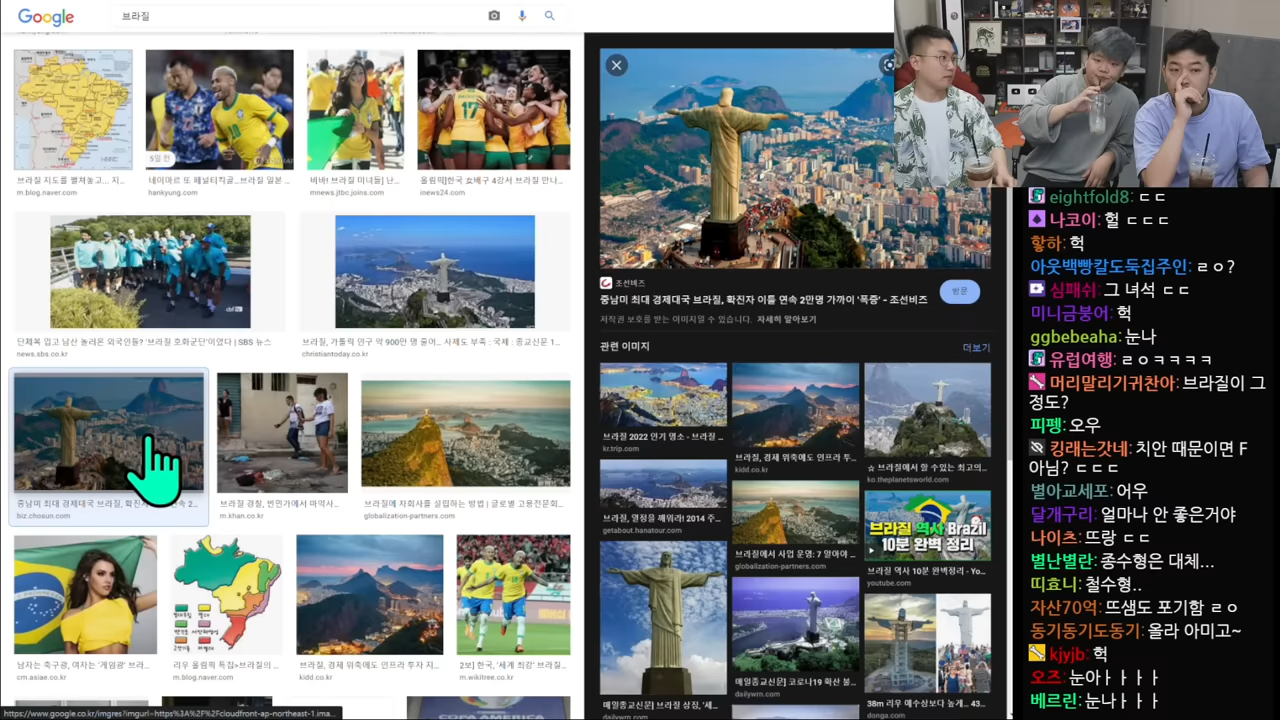 Google
브라질
브라질 지도를 펼쳐놓고... 지...
m.blog.naver.com
5일 전
네이마르 또 패널티킥골...브라질 일본 ...
hankyung.com
비바! 브라질 미녀들| 난...
mnews.jtbc.joins.com
올림픽]한국 女배구 4강서 브라질 만나...
inews24.com
17
10
단체복 입고 남산 놀러온 외국인들? '브라질 호화군단'이었다 | SBS 뉴스
news.sbs.co.kr
브라질, 가톨릭 인구 약 900만 명 줄어... 사제도 부족 : 국제 : 종교신문 1...
christiantoday.co.kr
중남미 최대 경제대국 브라질, 확진자 이틀 연속 2...
biz.chosun.com
브라질 경찰, 빈민가에서 마약사...
m.khan.co.kr
브라질에 자회사를 설립하는 방법 | 글로벌 고용전문회...
globalization-partners.com
남자는 축구광, 여자는 '게임광' 브라...
cm.asiae.co.kr
리우 올림픽 특집>브라질의 ...
m.blog.naver.com
브라질, 경제 위축에도 인프라 투자 지...
kidd.co.kr
2보] 한국, '세계 최강' 브라질...
m.wikitree.co.kr
https://www.google.co.kr/imgres?imgurl=https%3A%2F%2Fcloudfront-ap-northeast-1.ima...
조선비즈
중남미 최대 경제대국 브라질, 확진자 이틀 연속 2만명 가까이 '폭증' - 조선비즈
방문
저작권 보호를 받는 이미지일 수 있습니다. 자세히 알아보기
관련 이미지
더보기
브라질 2022 인기 명소 - 브라질 ...
kr.trip.com
브라질, 경제 위축에도 인프라 투...
kidd.co.kr
☆ 브라질에서 할 수있는 최고의...
ko.theplanetsworld.com
브라질, 열정을 깨워라! 2014 주...
getabout.hanatour.com
브라질에서 사업 운영: 7 알아야 ...
globalization-partners.com
브라질 역사 Brazil
10분 완벽 정리
브라질 역사 10분 완벽정리 - Yo...
youtube.com
매일종교신문] 브라질 상징, '세...
dailywrn.com
매일종교신문] 코로나19 확산 불...
dailywrn.com
38m 리우 예수상보다 높게... 43...
donga.com
eightfold8: ㄷㄷ
나코이: 헐 ㄷㄷㄷ
핳하: 헉
아웃백빵칼도둑집주인: ㄹㅇ?
심패쉬: 그 녀석 ㄷㄷ
미니금붕어: 헉
ggbebeaha: 눈나
유럽여행: ㄹㅇㅋㅋㅋㅋ
머리말리기귀찬아: 브라질이 그
정도?
피펭: 오우
킹래는갓네: 치안 때문이면 F
아님? ㄷㄷㄷ
별아교세포: 어우
달개구리: 얼마나 안 좋은거야
나이츠: 뜨랑 ㄷㄷ
별난별란: 종수형은 대체...
띠효니: 철수형..
자산70억: 뜨샘도 포기함 ㄹㅇ
동기동기도동기: 올라 아미고~
kjyjb: 헉
오즈: 눈아ㅏㅏㅏㅏ
베르린: 눈나ㅏㅏㅏ